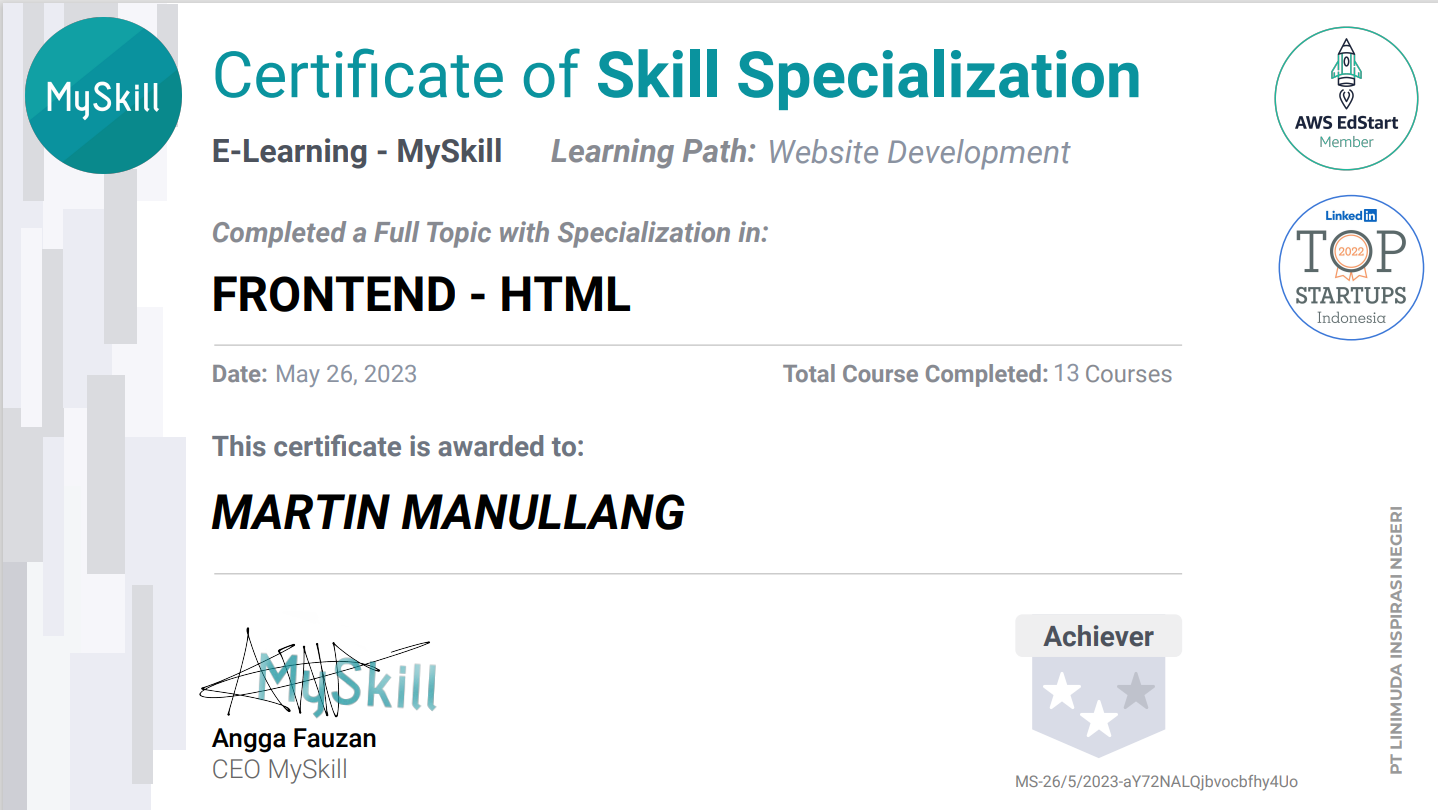 MySkill
Certificate of Skill Specialization
E-Learning - MySkill Learning Path: Website Development
Completed a Full Topic with Specialization in:
FRONTEND - HTML
Date: May 26, 2023 Total Course Completed: 13 Courses
This certificate is awarded to:
MARTIN MANULLANG
MySkill
Angga Fauzan
CEO MySkill
Achiever
MS-26/5/2023-aY72NALQjbvocbfhy4Uo
AWS EdStart
Member
Linked in
TOP
2022
STARTUPS
Indonesia
PT LINIMUDA INSPIRASI NEGERI